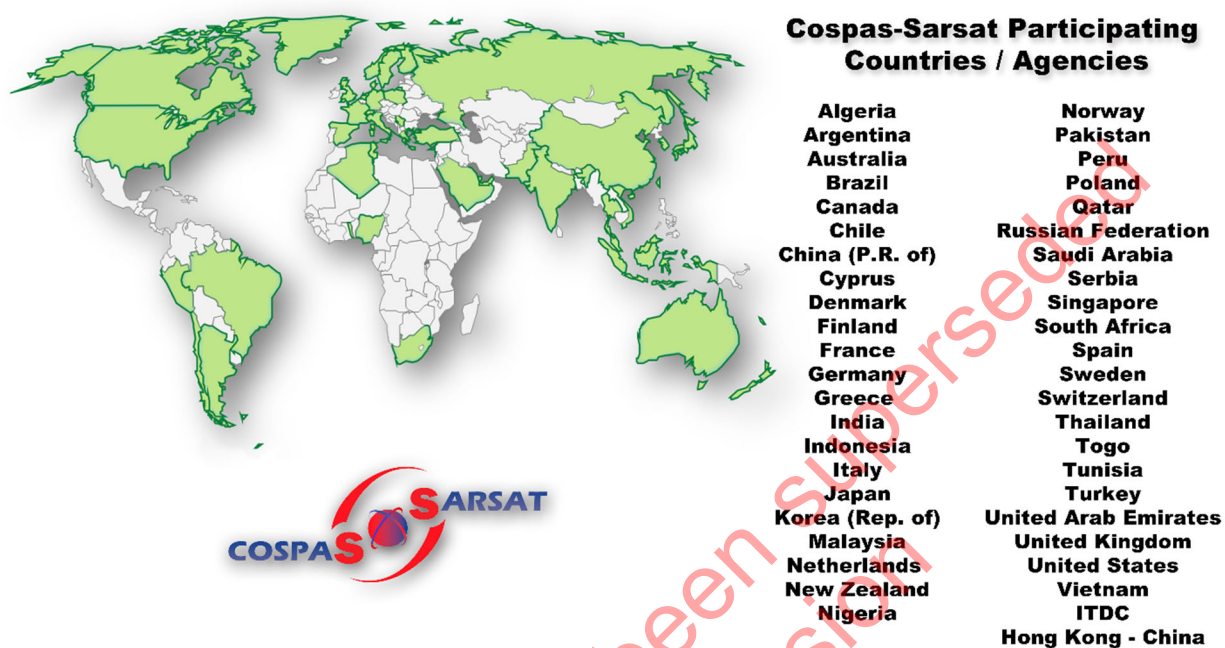 Cospas-Sarsat Participating
Countries / Agencies
Algeria
Argentina
Australia
Brazil
Canada
Chile
China (P.R. of)
Cyprus
Denmark
Finland
France
Germany
Greece
India
Indonesia
Italy
Japan
Korea (Rep. of)
Malaysia
Netherlands
New Zealand
Nigeria
Norway
Pakistan
Peru
Poland
Qatar
Russian Federation
Saudi Arabia
Serbia
Singapore
South Africa
Spain
Sweden
Switzerland
Thailand
Togo
Tunisia
Turkey
United Arab Emirates
United Kingdom
United States
Vietnam
ITDC
Hong Kong - China
COSPAS
SARSAT
been superseded